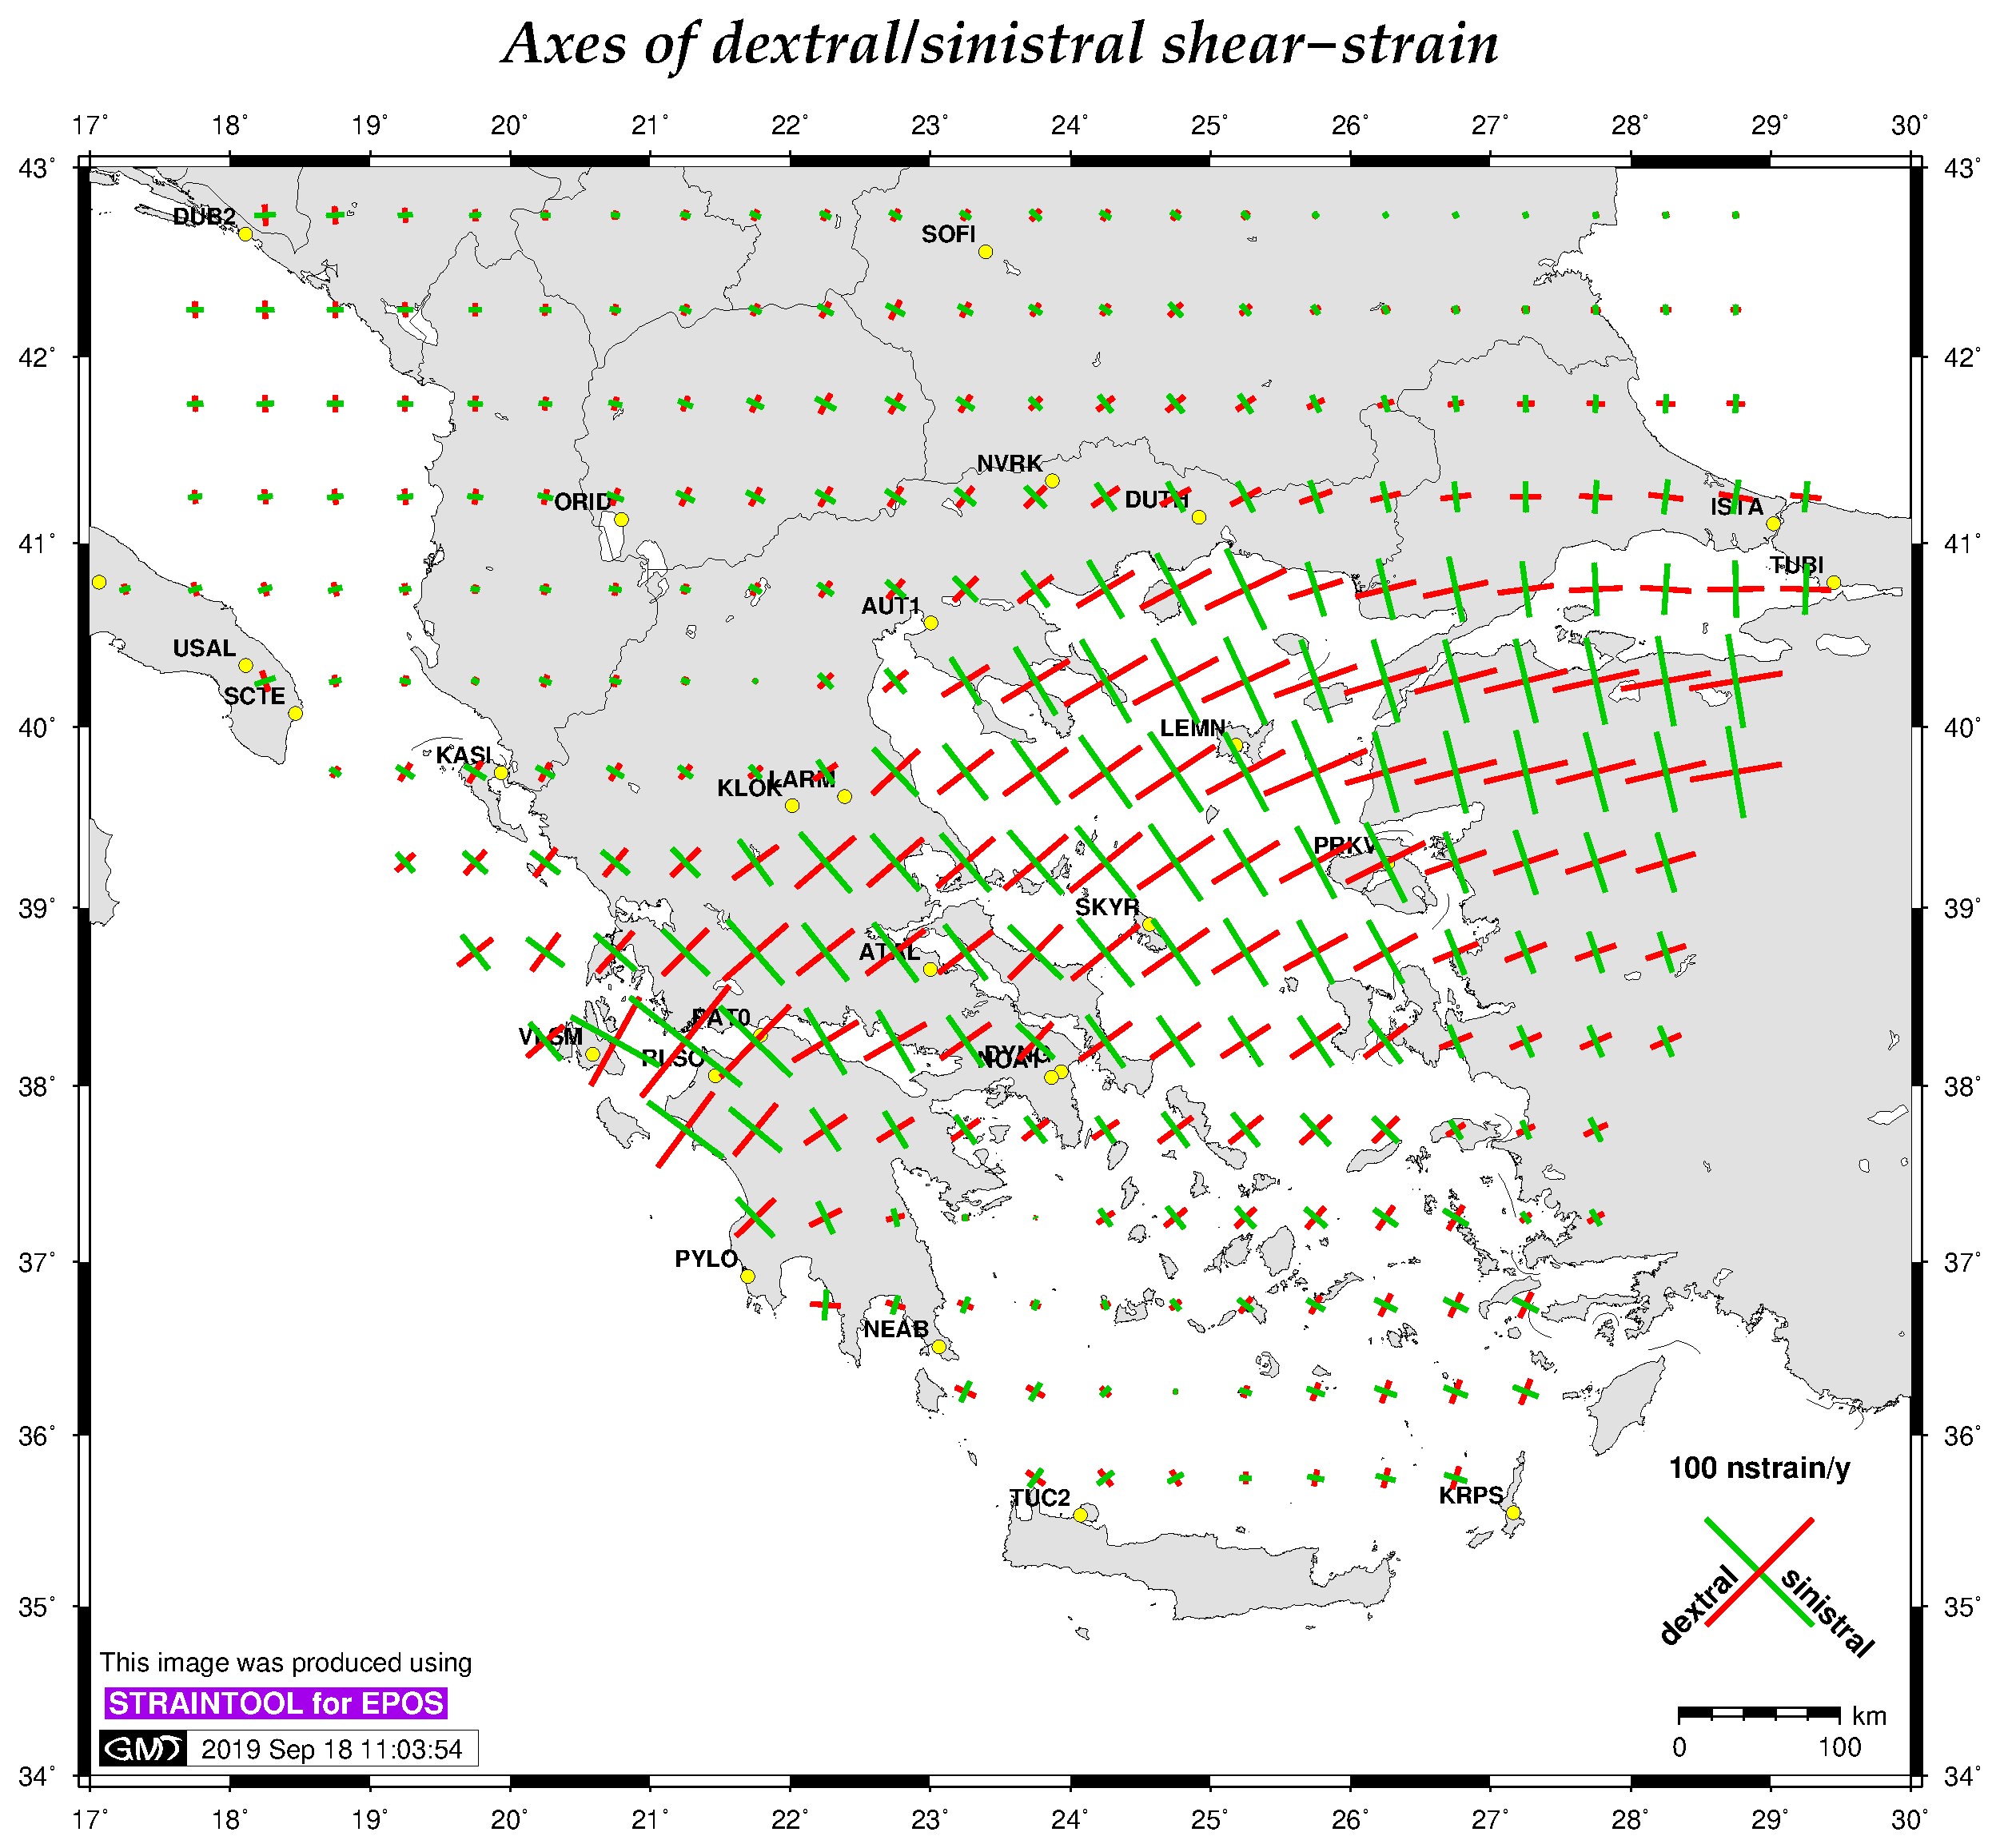 Axes of dextral/sinistral shear−strain
17˚ 18˚ 19˚ 20˚ 21˚ 22˚ 23˚ 24˚ 25˚ 26˚ 27˚ 28˚ 29˚ 30˚
43˚ 43˚
DUB2
SOFI
42˚ 42˚
NVRK
DUTH
ORID
ISTA
41˚ 41˚
TUBI
AUT1
USAL
SCTE
40˚ 40˚
LEMN
KASI
LARM
KLOK
PRKV
39˚ 39˚
SKYR
ATAL
PAT0
VLSM
RLSO
DYNG
NOA1
38˚ 38˚
37˚ 37˚
PYLO
NEAB
36˚ 36˚
100 nstrain/y
KRPS
TUC2
dextral
sinistral
35˚ 35˚
This image was produced using
STRAINTOOL for EPOS
km
GMT 2019 Sep 18 11:03:54
0 100
34˚ 34˚
17˚ 18˚ 19˚ 20˚ 21˚ 22˚ 23˚ 24˚ 25˚ 26˚ 27˚ 28˚ 29˚ 30˚